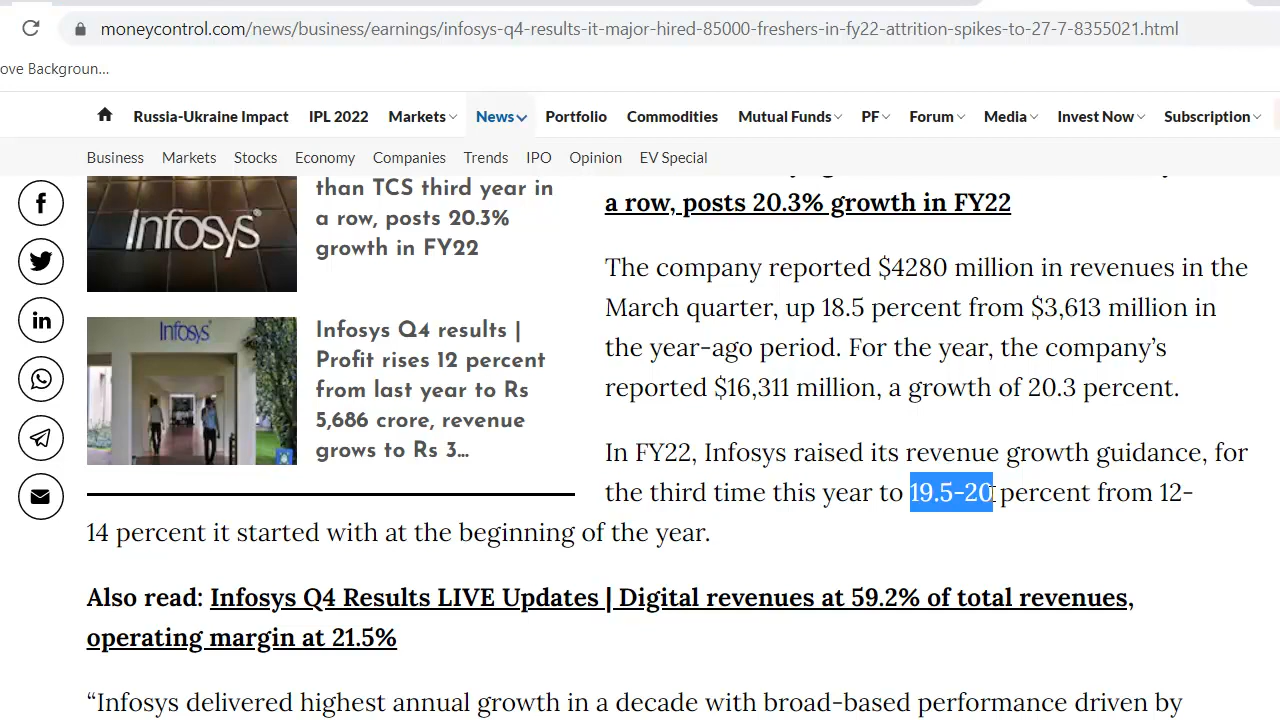 moneycontrol.com/news/business/earnings/infosys-q4-results-it-major-hired-85000-freshers-in-fy22-attrition-spikes-to-27-7-8355021.html
ove Backgroun...
Russia-Ukraine Impact IPL 2022 Markets News Portfolio Commodities Mutual Funds PF Forum Media Invest Now Subscription
Business Markets Stocks Economy Companies Trends IPO Opinion EV Special
than TCS third year in
a row, posts 20.3%
growth in FY22
Infosys
Infosys Q4 results |
Profit rises 12 percent
from last year to Rs
5,686 crore, revenue
grows to Rs 3...
Infosys
a row, posts 20.3% growth in FY22
The company reported $4280 million in revenues in the
March quarter, up 18.5 percent from $3,613 million in
the year-ago period. For the year, the company’s
reported $16,311 million, a growth of 20.3 percent.
In FY22, Infosys raised its revenue growth guidance, for
the third time this year to 19.5-20 percent from 12-
14 percent it started with at the beginning of the year.
Also read: Infosys Q4 Results LIVE Updates | Digital revenues at 59.2% of total revenues,
operating margin at 21.5%
“Infosys delivered highest annual growth in a decade with broad-based performance driven by